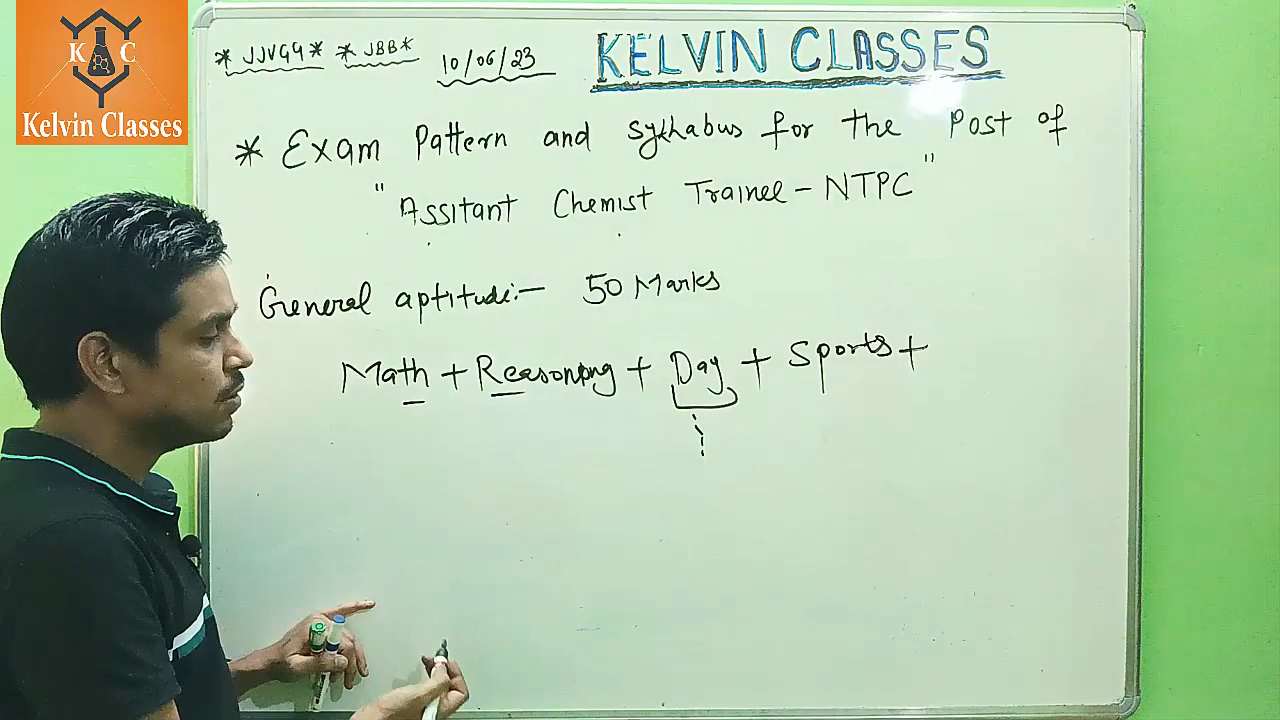 K C
Kelvin Classes
* JJVG4 * * JBB * 10/06/23 KELVIN CLASSES
* Exam Pattern and Syllabus for the Post of
"Assitant Chemist Trainee - NTPC"
General aptitude:- 50 Marks
Math + Reasoning + Day + Sports +